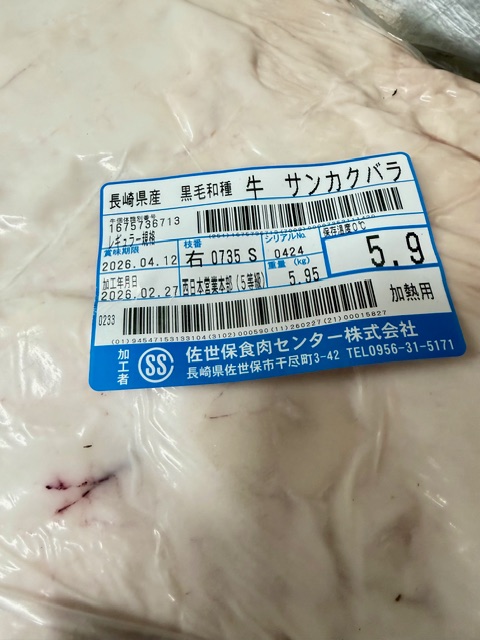 長崎県産 黒毛和種 牛 サンカクバラ
牛個体識別番号
1675736713
レギュラー規格
賞味期限
2026.04.12
枝番
右 0735 S
シリアルNo
0424
保存温度0℃
5.9
加工年月日
2026.02.27
西日本営業本部 (5等級)
重量 (kg)
5.95
0233
加熱用
(01)94547153133104(3102)000590(11)260227(21)00015827
加工者
SS
佐世保食肉センター株式会社
長崎県佐世保市干尽町3-42 TEL0956-31-5171